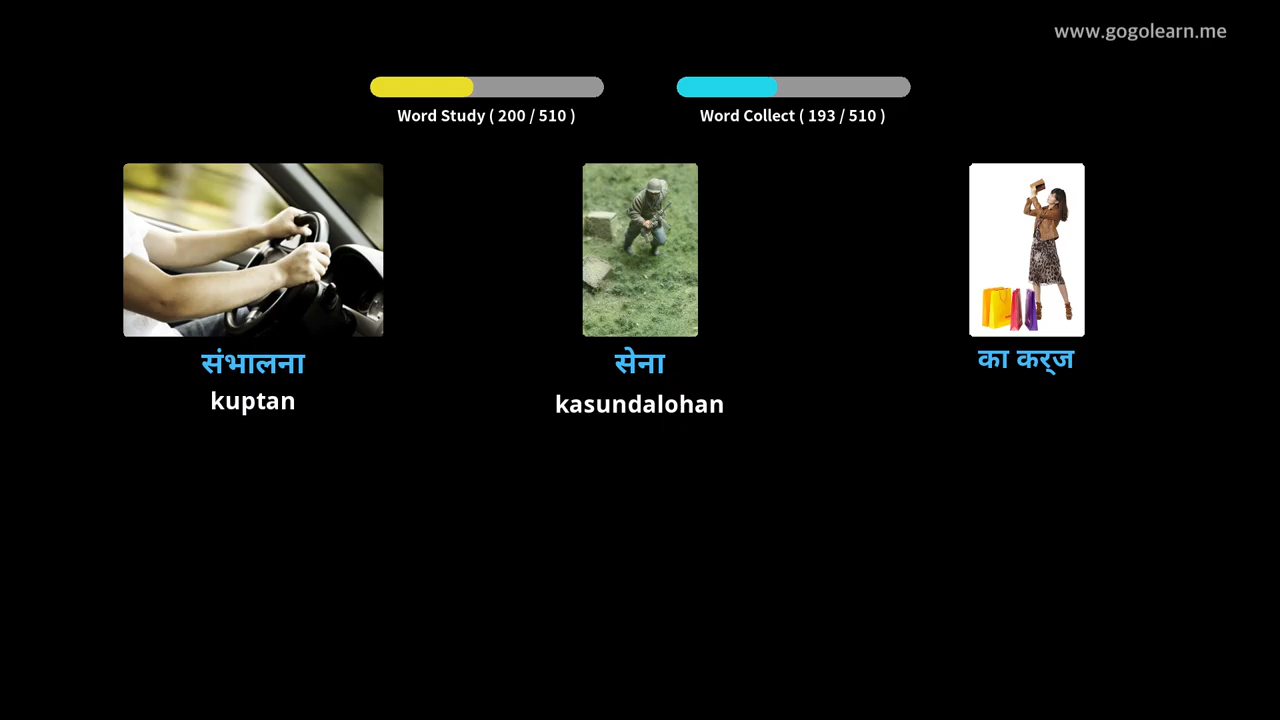 www.gogolearn.me
Word Study ( 200 / 510 )
Word Collect ( 193 / 510 )
संभालना
kuptan
सेना
kasundalohan
का कर्ज